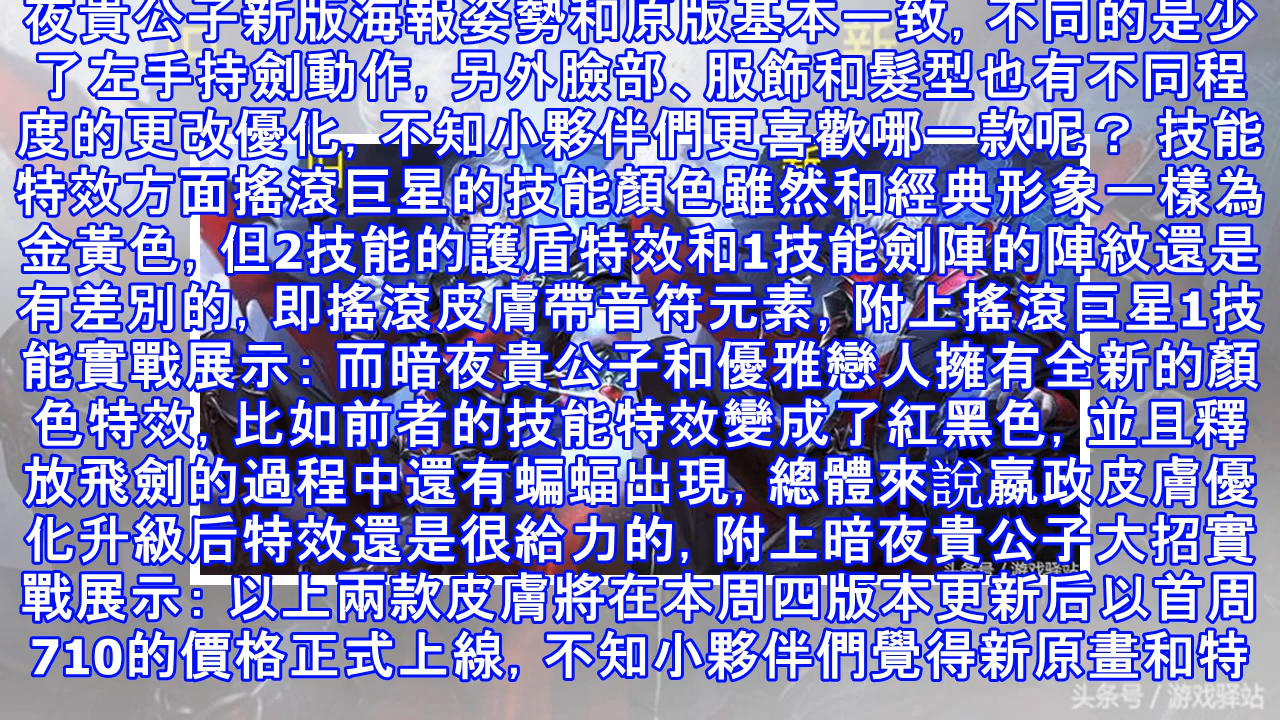 夜貴公子新版海報姿勢和原版基本一致, 不同的是少
了左手持劍動作, 另外臉部、服飾和髮型也有不同程
度的更改優化, 不知小夥伴們更喜歡哪一款呢？ 技能
特效方面搖滾巨星的技能顏色雖然和經典形象一樣為
金黃色, 但2技能的護盾特效和1技能劍陣的陣紋還是
有差別的, 即搖滾皮膚帶音符元素, 附上搖滾巨星1技
能實戰展示: 而暗夜貴公子和優雅戀人擁有全新的顏
色特效, 比如前者的技能特效變成了紅黑色, 並且釋
放飛劍的過程中還有蝙蝠出現, 總體來說嬴政皮膚優
化升級后特效還是很給力的, 附上暗夜貴公子大招實
戰展示: 以上兩款皮膚將在本周四版本更新后以首周
710的價格正式上線, 不知小夥伴們覺得新原畫和特
头条号 / 游戏驿站